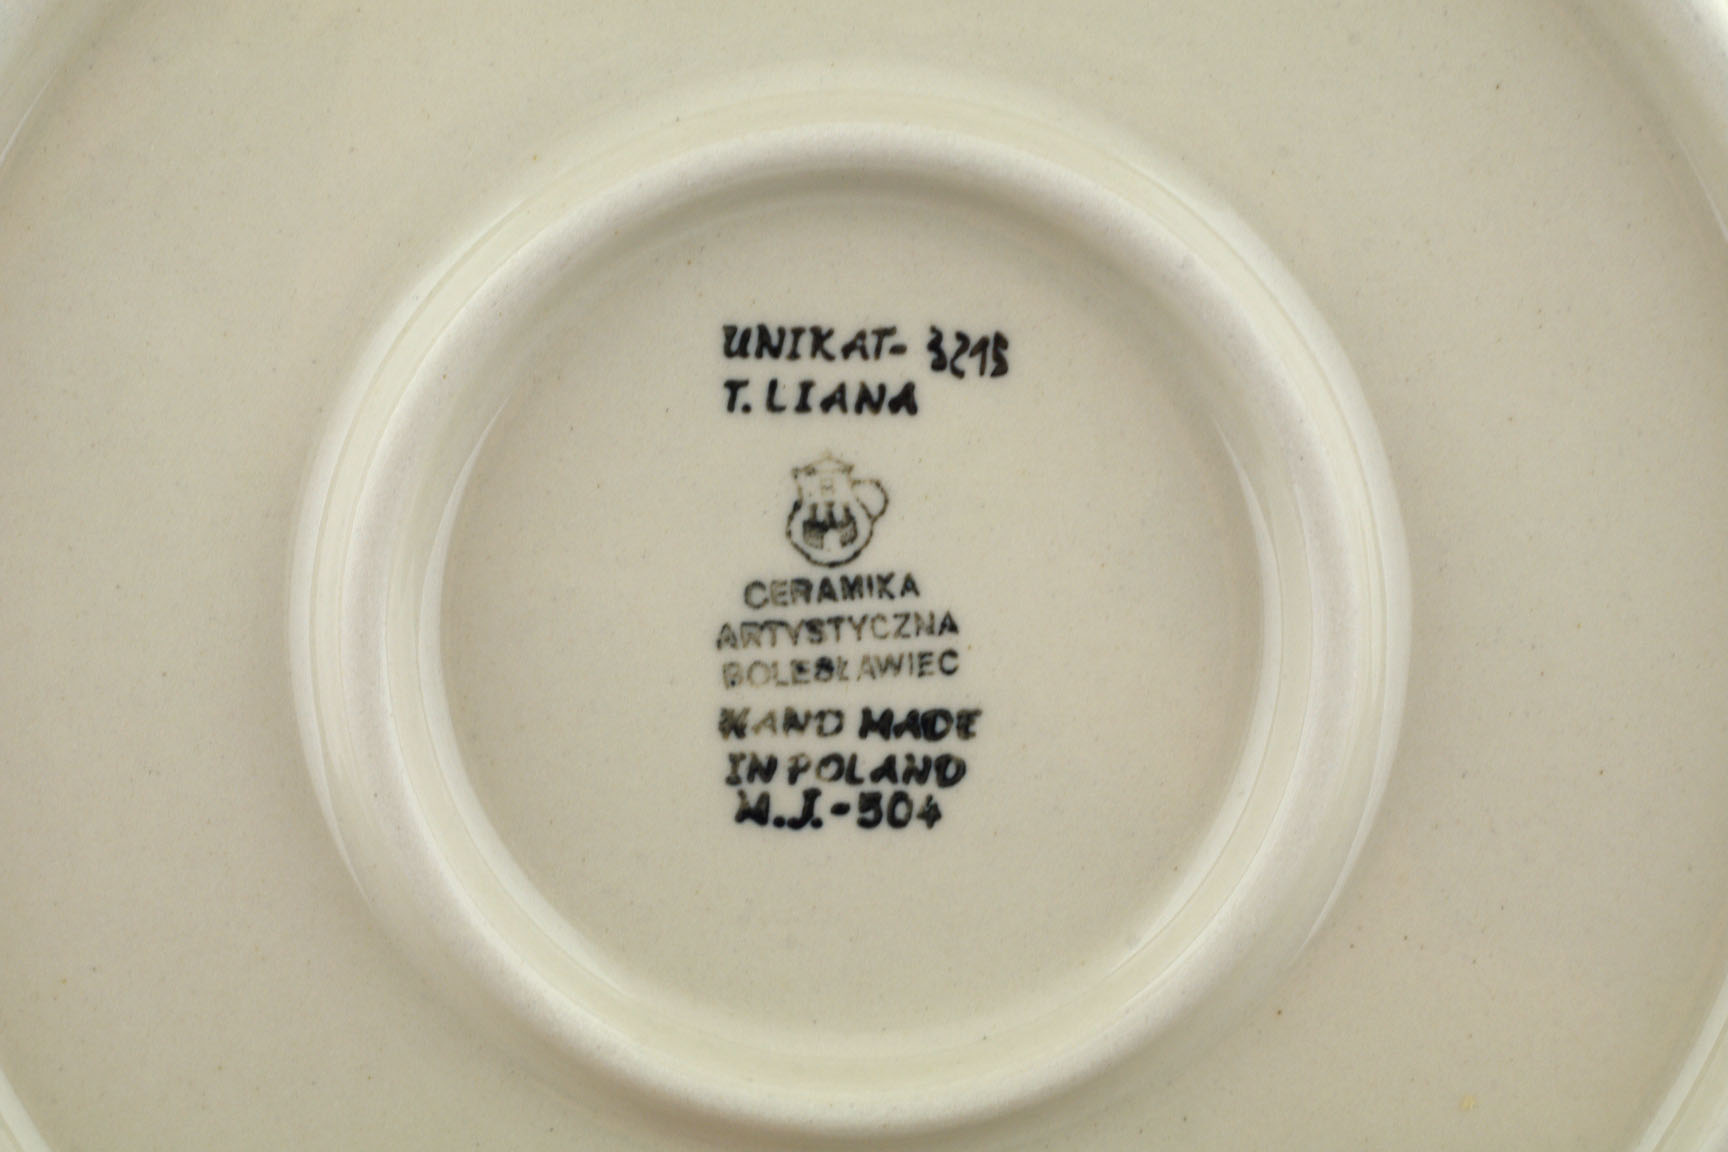 UNIKAT- 3215
T. LIANA
CERAMIKA
ARTYSTYCZNA
BOLESŁAWIEC
HAND MADE
IN POLAND
W.J.-504